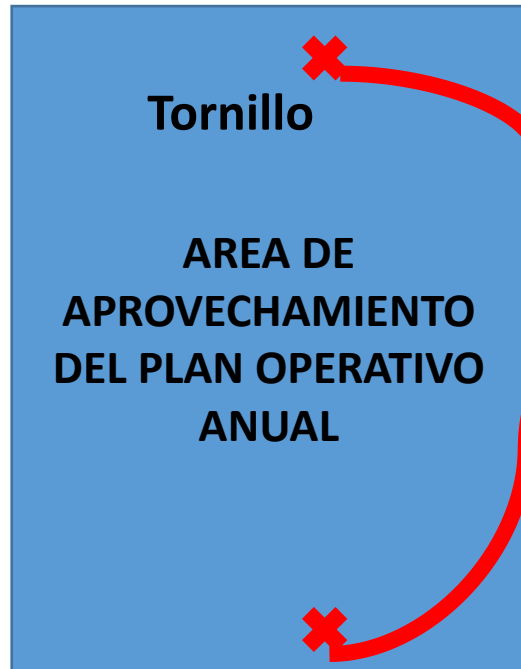 Tornillo
AREA DE
APROVECHAMIENTO
DEL PLAN OPERATIVO
ANUAL